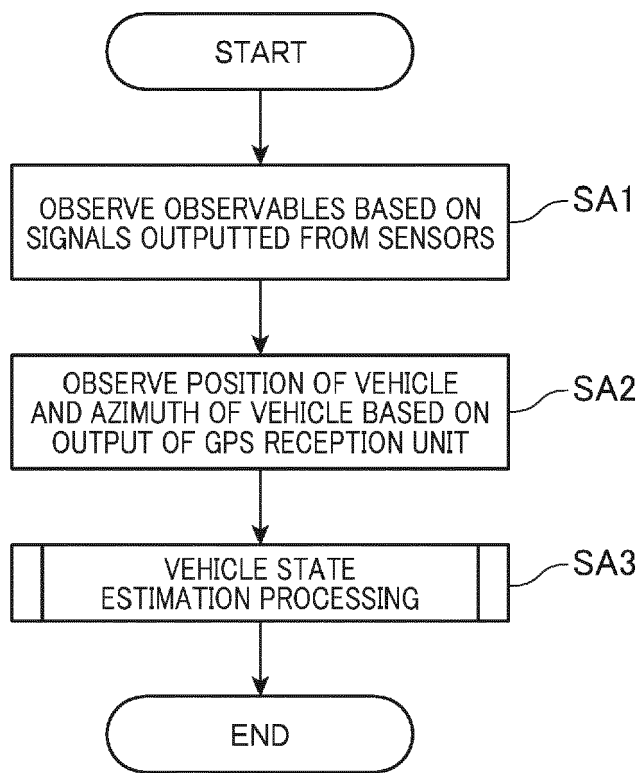 START
OBSERVE OBSERVABLES BASED ON
SIGNALS OUTPUTTED FROM SENSORS
SA1
OBSERVE POSITION OF VEHICLE
AND AZIMUTH OF VEHICLE BASED ON
OUTPUT OF GPS RECEPTION UNIT
SA2
VEHICLE STATE
ESTIMATION PROCESSING
SA3
END